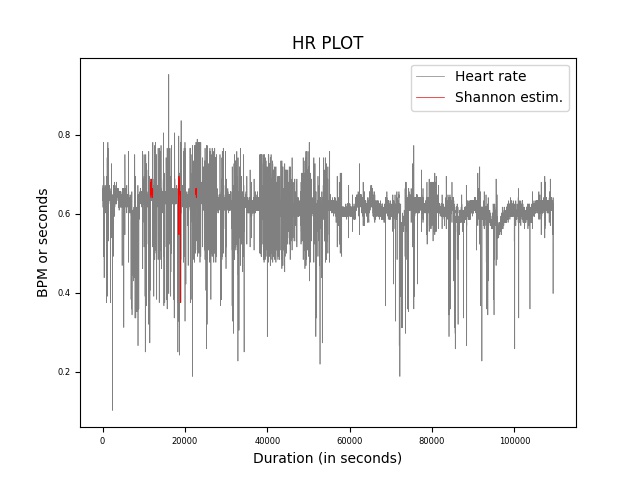 HR PLOT
Heart rate
Shannon estim.
0.8
0.6
0.4
0.2
BPM or seconds
0 20000 40000 60000 80000 100000
Duration (in seconds)